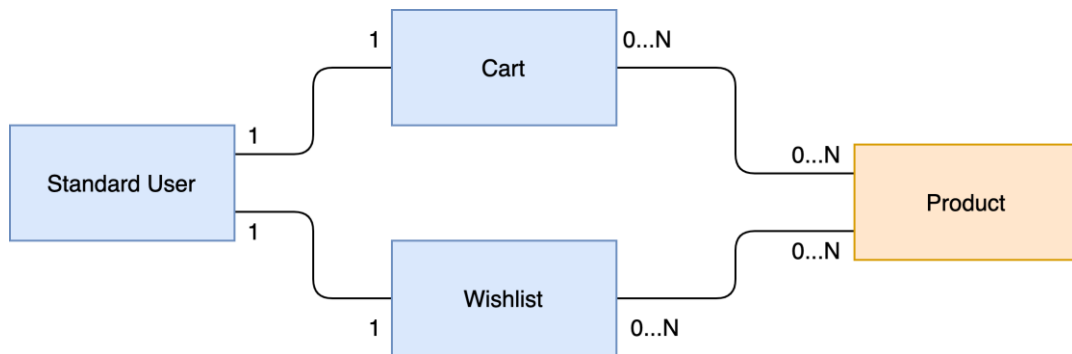 1
0...N
Cart
1
0...N
Standard User
Product
1
0...N
Wishlist
1
0...N